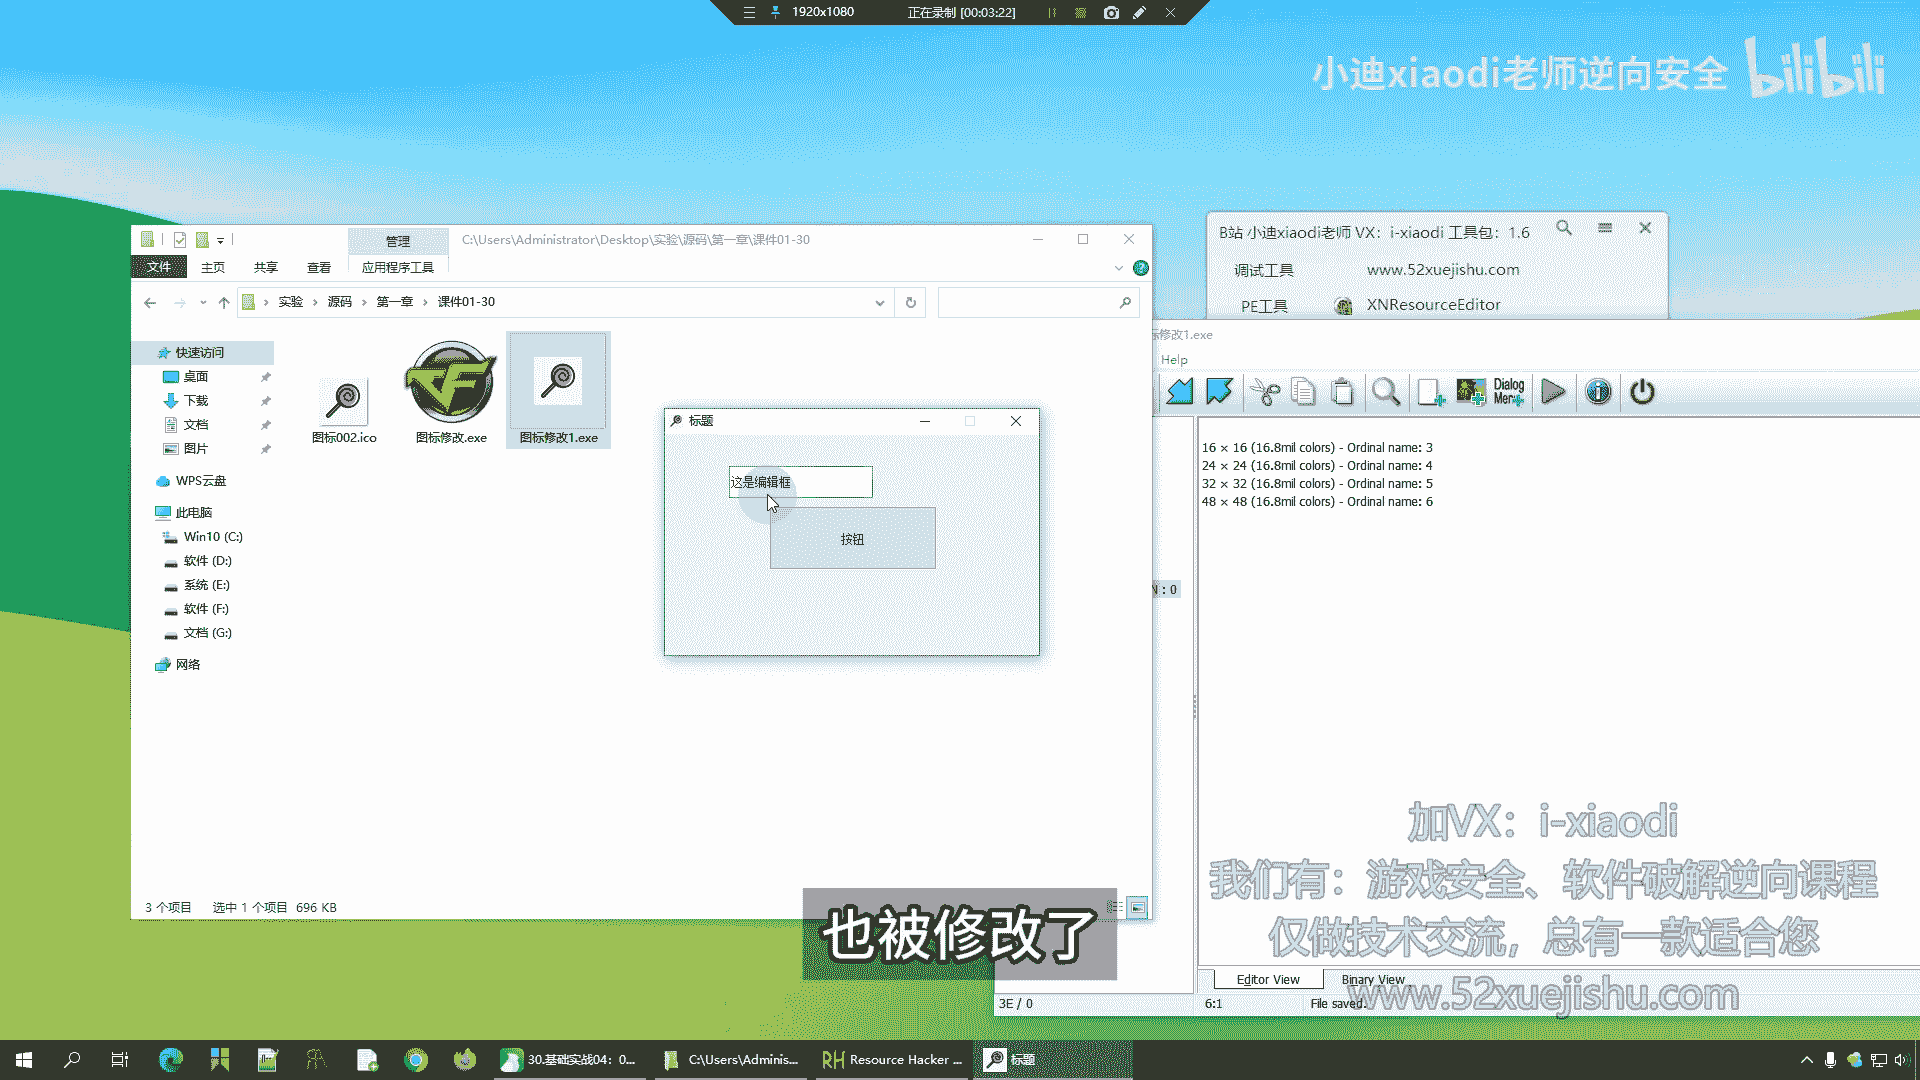 1920x1080
正在录制 [00:03:22]
小迪xiaodi老师逆向安全 bilibili
管理
C:\Users\Administrator\Desktop\实验\源码\第一章\课件01-30
文件 主页 共享 查看 应用程序工具
实验 源码 第一章 课件01-30
快速访问
桌面
下载
文档
图片
WPS云盘
此电脑
Win10 (C:)
软件 (D:)
系统 (E:)
软件 (F:)
文档 (G:)
网络
图标002.ico
图标修改.exe
图标修改1.exe
标题
这是编辑框
按钮
3 个项目 选中 1 个项目 696 KB
B站 小迪xiaodi老师 VX：i-xiaodi 工具包：1.6
调试工具 www.52xuejishu.com
PE工具 XNResourceEditor
标修改1.exe
Help
Dialog
Men
16 × 16 (16.8mil colors) - Ordinal name: 3
24 × 24 (16.8mil colors) - Ordinal name: 4
32 × 32 (16.8mil colors) - Ordinal name: 5
48 × 48 (16.8mil colors) - Ordinal name: 6
N : 0
加VX：i-xiaodi
我们有：游戏安全、软件破解逆向课程
仅做技术交流，总有一款适合您
www.52xuejishu.com
也被修改了
Editor View Binary View
3E / 0
6:1
File saved.
30.基础实战04：0...
C:\Users\Adminis...
RH Resource Hacker ...
标题